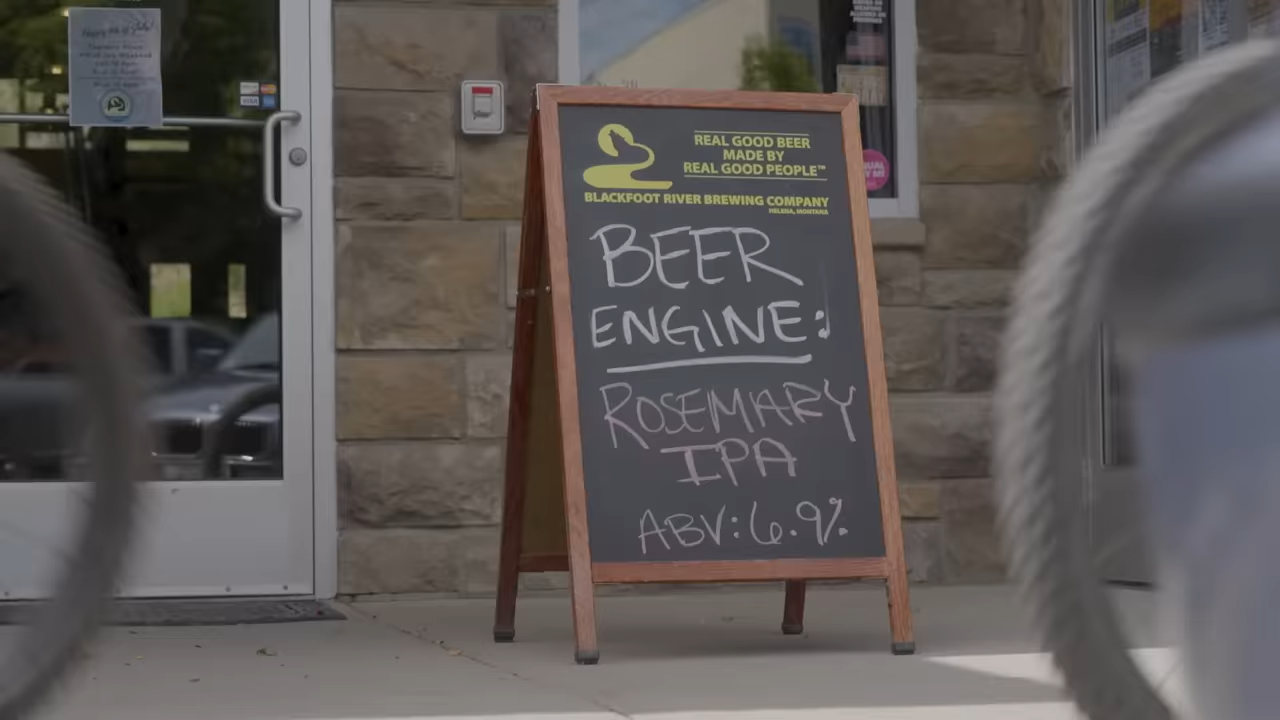 REAL GOOD BEER
MADE BY
REAL GOOD PEOPLE™
BLACKFOOT RIVER BREWING COMPANY
HELENA, MONTANA
BEER
ENGINE:
ROSEMARY
IPA
ABV: 6.9%